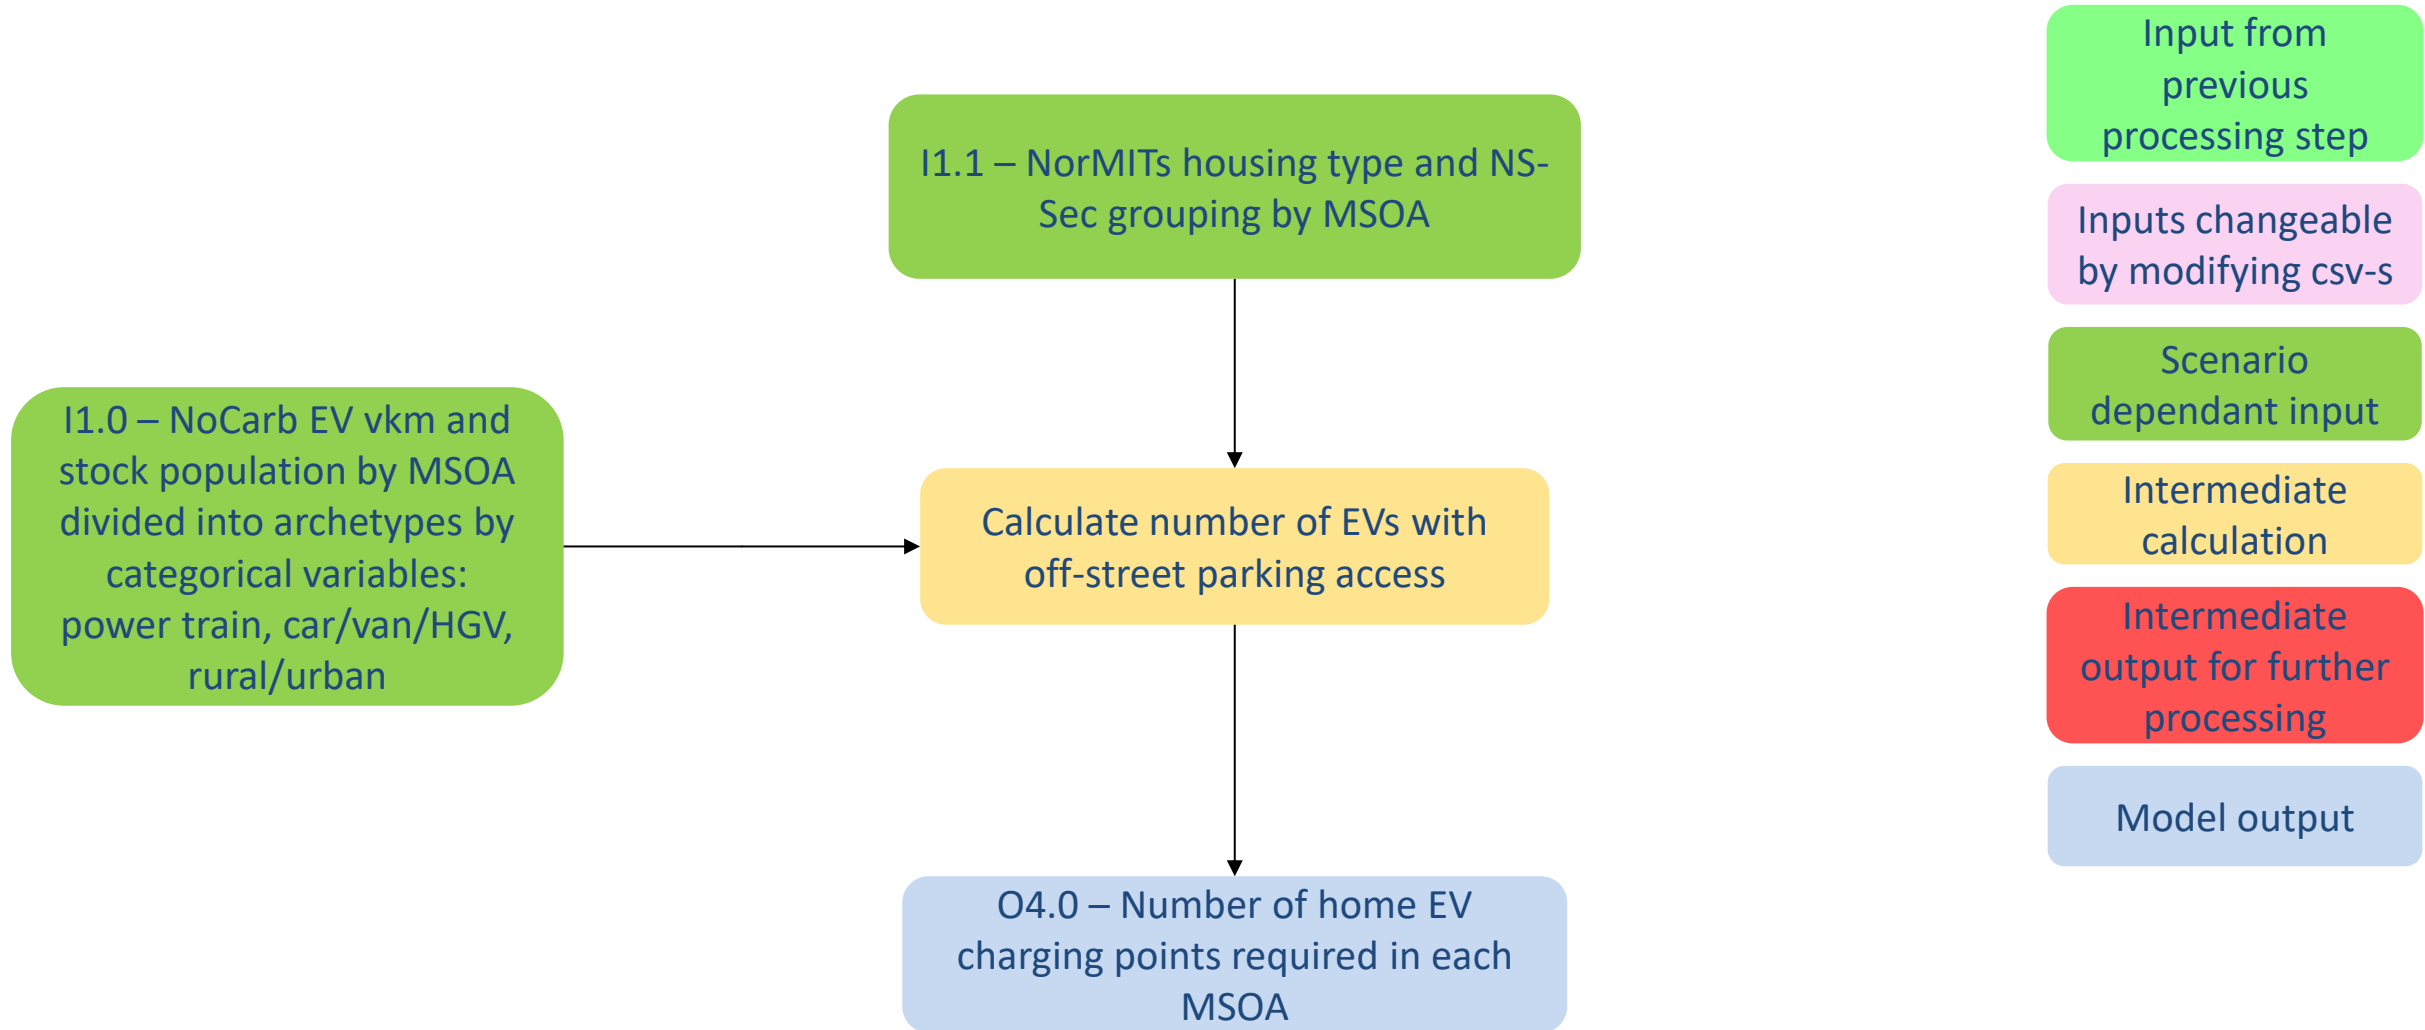 I1.1 – NorMITs housing type and NS-
Sec grouping by MSOA
I1.0 – NoCarb EV vkm and
stock population by MSOA
divided into archetypes by
categorical variables:
power train, car/van/HGV,
rural/urban
Calculate number of EVs with
off-street parking access
O4.0 – Number of home EV
charging points required in each
MSOA
Input from
previous
processing step
Inputs changeable
by modifying csv-s
Scenario
dependant input
Intermediate
calculation
Intermediate
output for further
processing
Model output